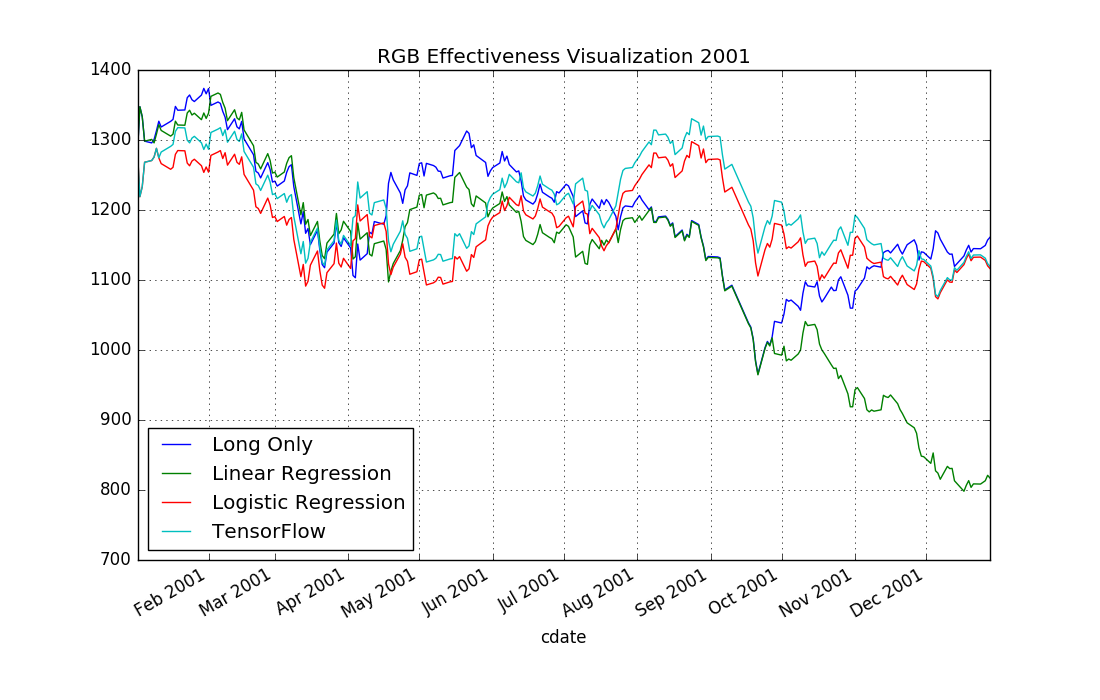 RGB Effectiveness Visualization 2001
1400
1300
1200
1100
1000
900
800
700
Long Only
Linear Regression
Logistic Regression
TensorFlow
Feb 2001
Mar 2001
Apr 2001
May 2001
Jun 2001
Jul 2001
Aug 2001
Sep 2001
Oct 2001
Nov 2001
Dec 2001
cdate